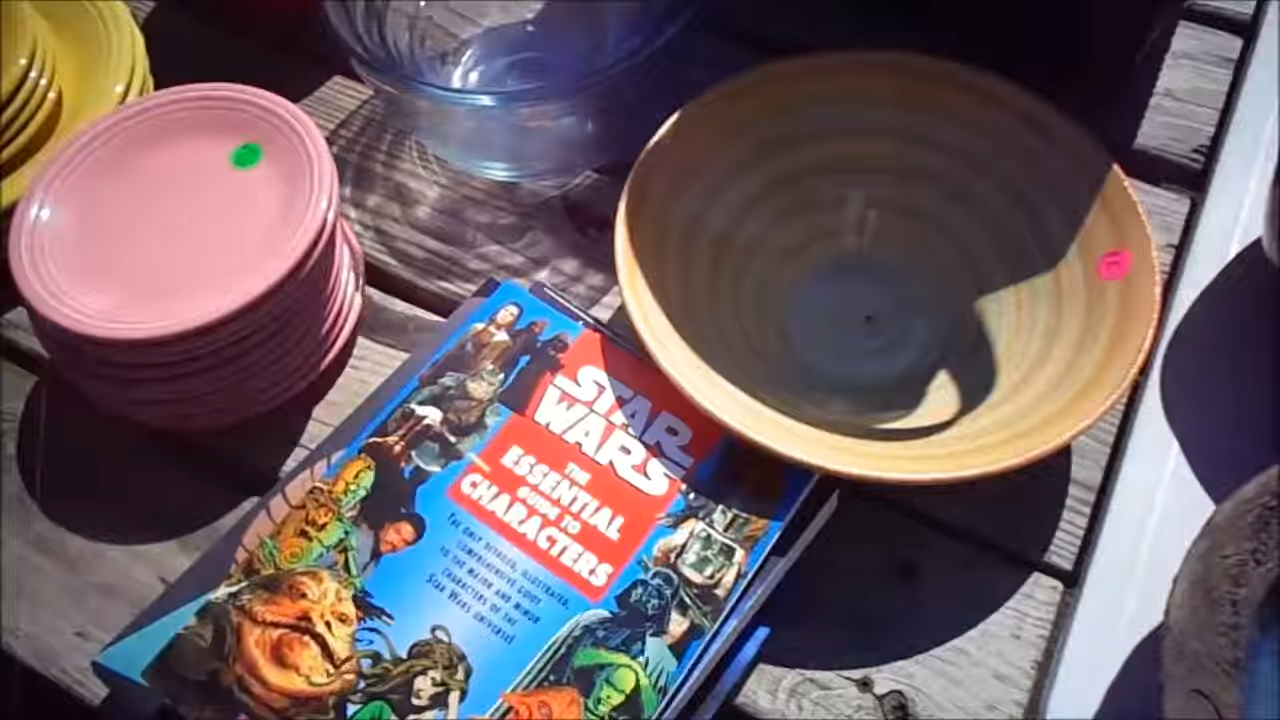 STAR
WARS
THE
ESSENTIAL
GUIDE TO
CHARACTERS
THE ONLY DETAILED, ILLUSTRATED,
COMPREHENSIVE GUIDE
TO THE MAJOR AND MINOR
CHARACTERS OF THE
STAR WARS UNIVERSE!